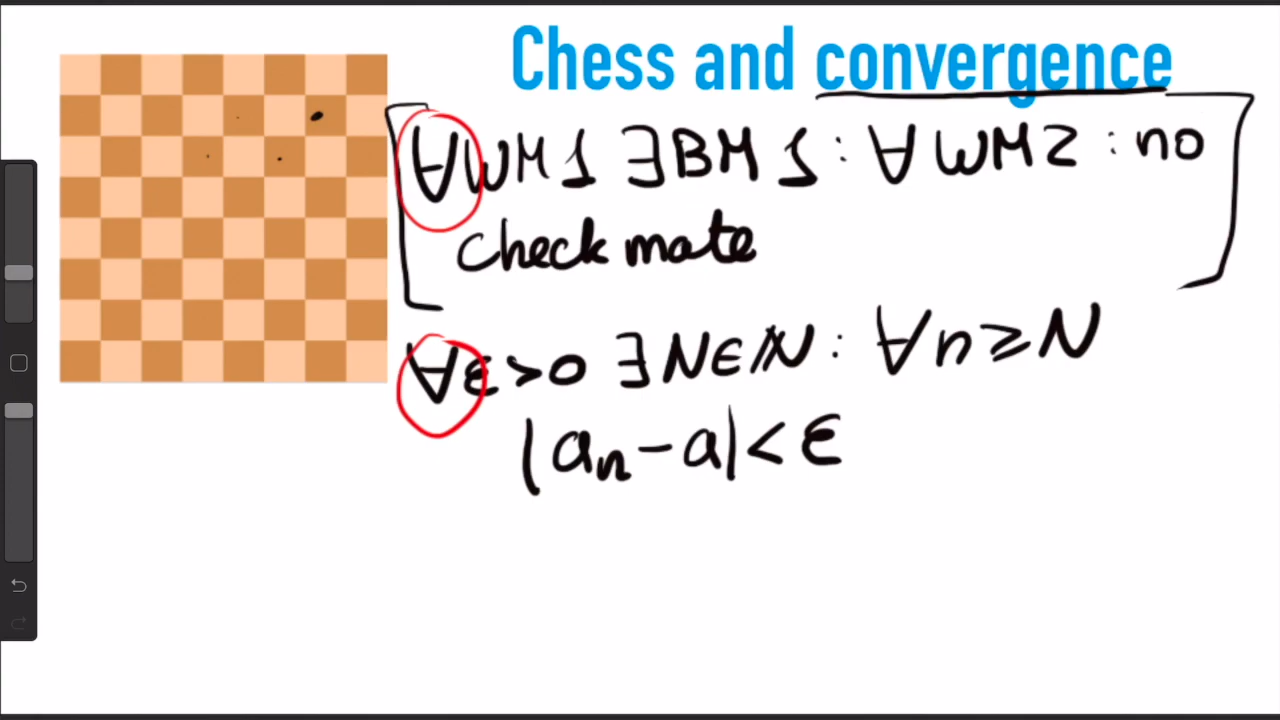 Chess and convergence
∀WM1 ∃BM1: ∀WM2: no
checkmate
∀ε>0 ∃N∈ℕ: ∀n≥N
|aₙ-a|<ε